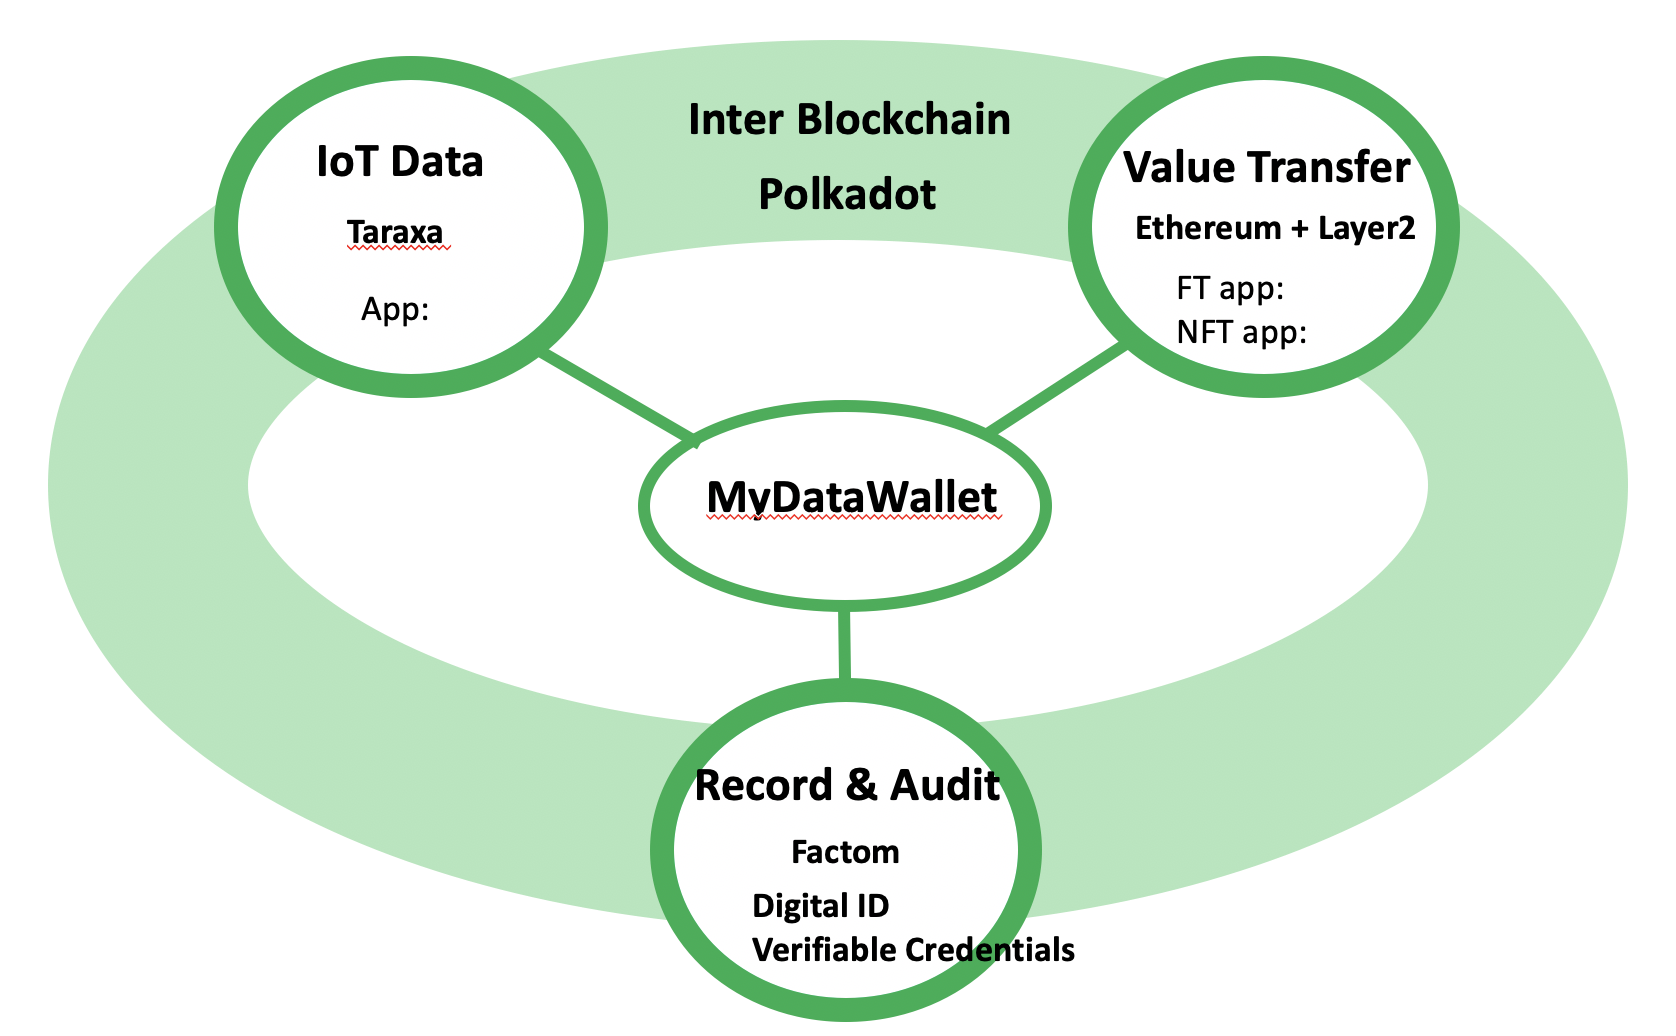 Inter Blockchain
Polkadot
IoT Data
Taraxa
App:
Value Transfer
Ethereum + Layer2
FT app:
NFT app:
MyDataWallet
Record & Audit
Factom
Digital ID
Verifiable Credentials